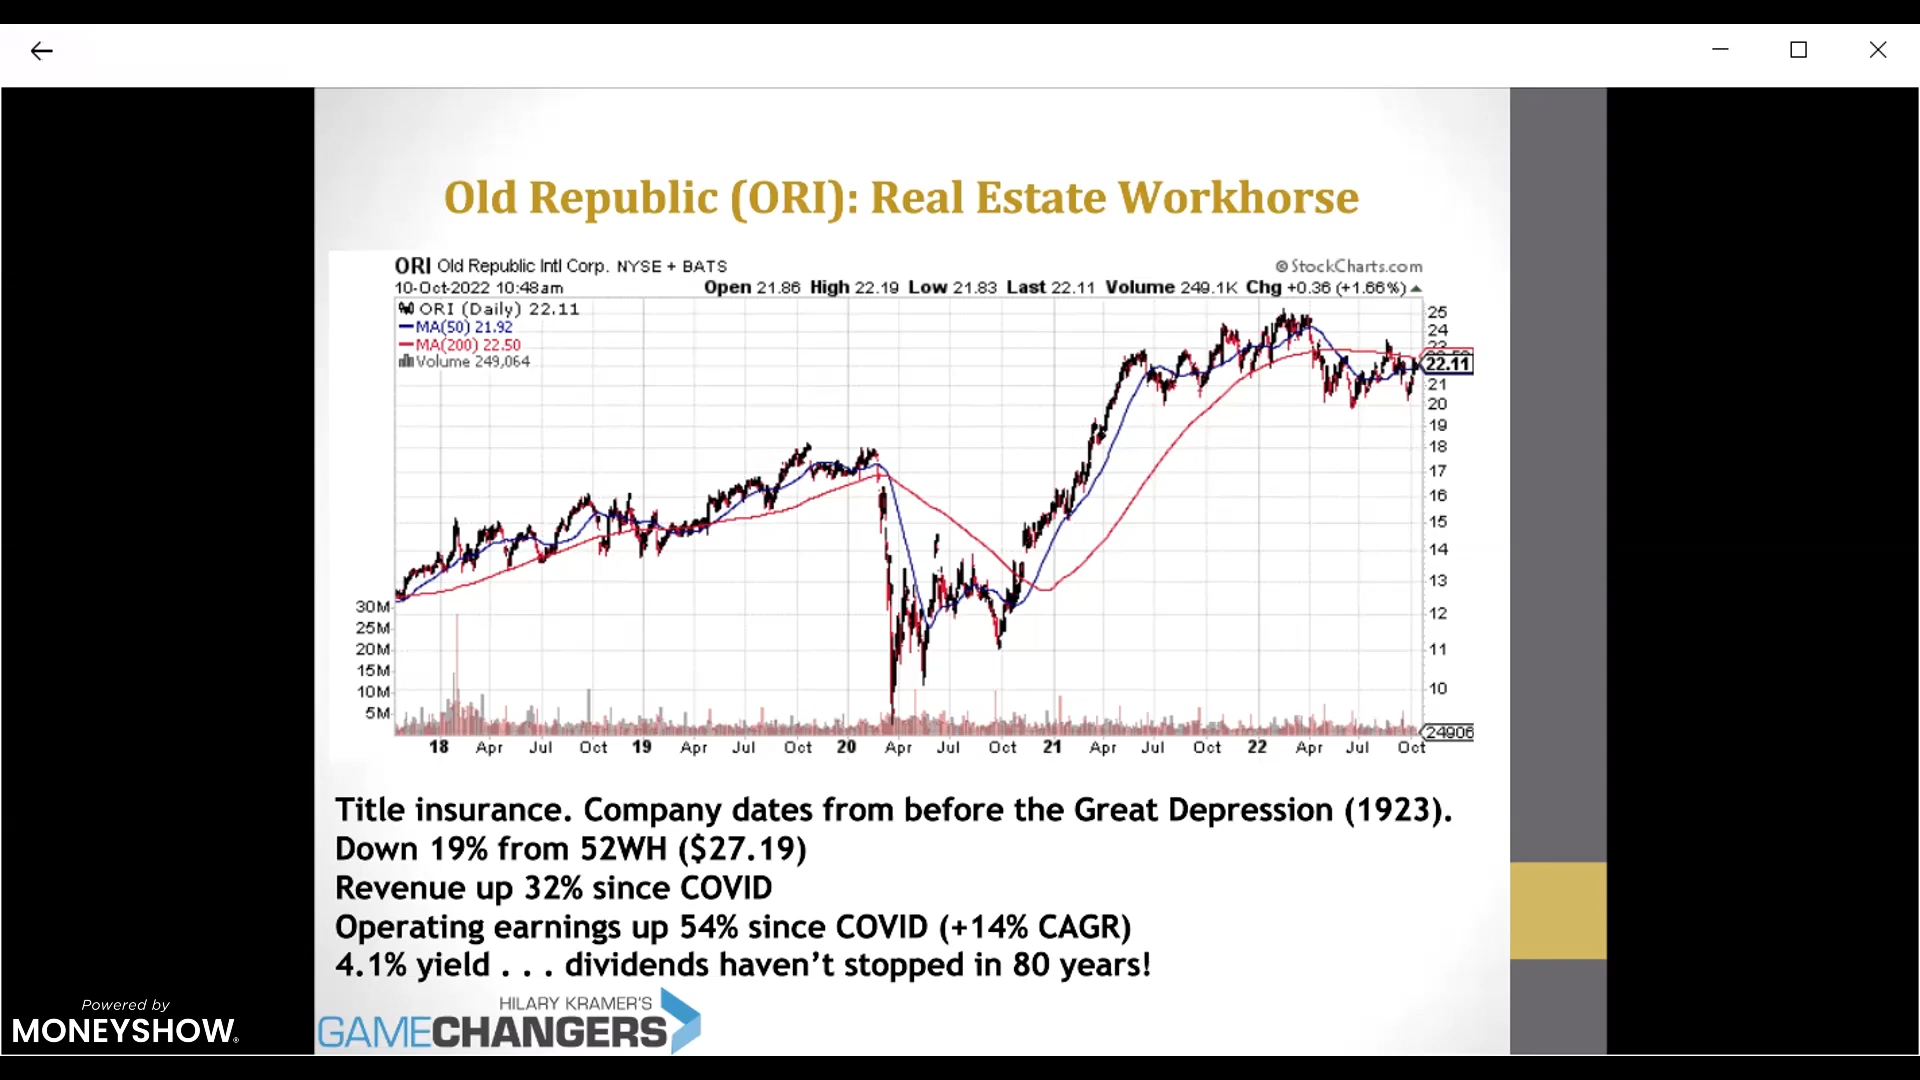 Old Republic (ORI): Real Estate Workhorse
ORI Old Republic Intl Corp. NYSE + BATS
© StockCharts.com
10-Oct-2022 10:48am
Open 21.86 High 22.19 Low 21.83 Last 22.11 Volume 249.1K Chg +0.36 (+1.66%)
ORI (Daily) 22.11
MA(50) 21.92
MA(200) 22.50
Volume 249,064
25
24
22.11
21
20
19
18
17
16
15
14
13
12
11
10
30M
25M
20M
15M
10M
5M
24906
18 Apr Jul Oct 19 Apr Jul Oct 20 Apr Jul Oct 21 Apr Jul Oct 22 Apr Jul Oct
Title insurance. Company dates from before the Great Depression (1923).
Down 19% from 52WH ($27.19)
Revenue up 32% since COVID
Operating earnings up 54% since COVID (+14% CAGR)
4.1% yield . . . dividends haven't stopped in 80 years!
HILARY KRAMER'S
GAMECHANGERS
Powered by
MONEYSHOW.